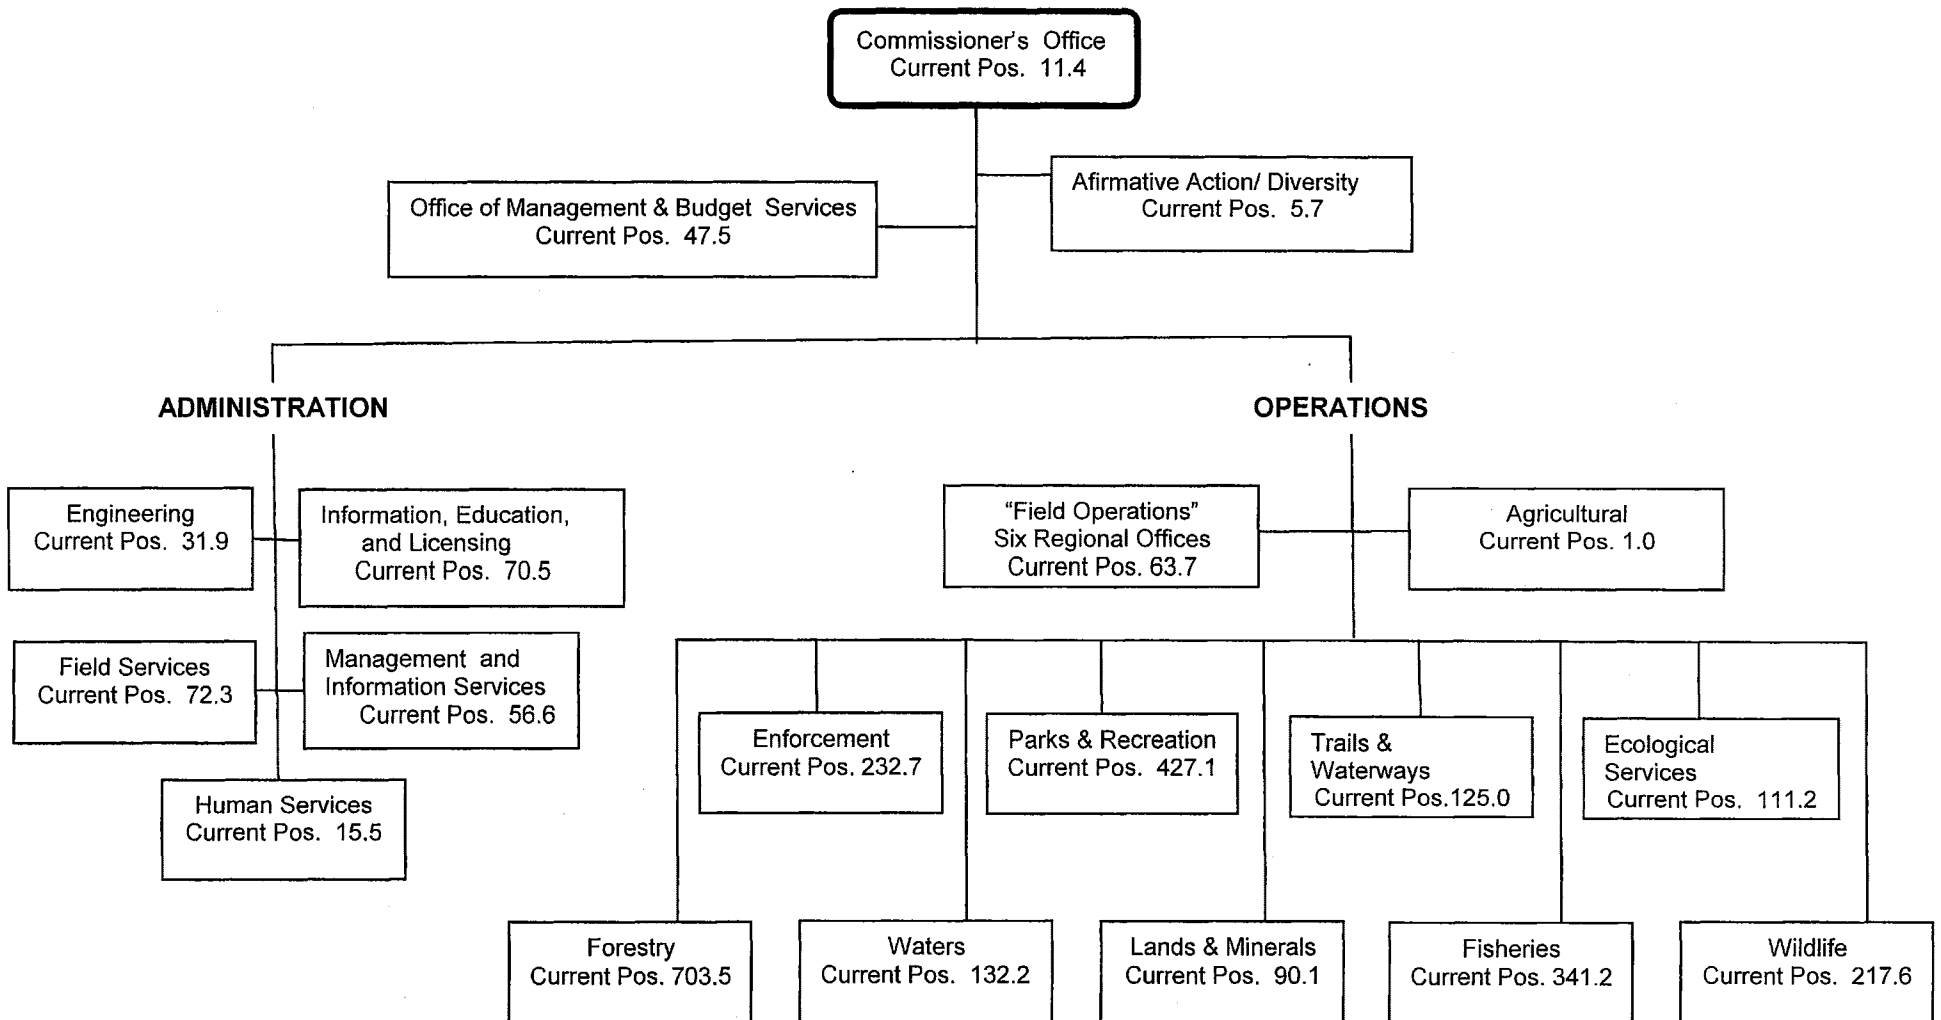 Commissioner's Office
Current Pos. 11.4
Afirmative Action/ Diversity
Current Pos. 5.7
Office of Management & Budget Services
Current Pos. 47.5
ADMINISTRATION
OPERATIONS
Engineering
Current Pos. 31.9
Information, Education,
and Licensing
Current Pos. 70.5
"Field Operations"
Six Regional Offices
Current Pos. 63.7
Agricultural
Current Pos. 1.0
Field Services
Current Pos. 72.3
Management and
Information Services
Current Pos. 56.6
Human Services
Current Pos. 15.5
Enforcement
Current Pos. 232.7
Parks & Recreation
Current Pos. 427.1
Trails &
Waterways
Current Pos.125.0
Ecological
Services
Current Pos. 111.2
Forestry
Current Pos. 703.5
Waters
Current Pos. 132.2
Lands & Minerals
Current Pos. 90.1
Fisheries
Current Pos. 341.2
Wildlife
Current Pos. 217.6